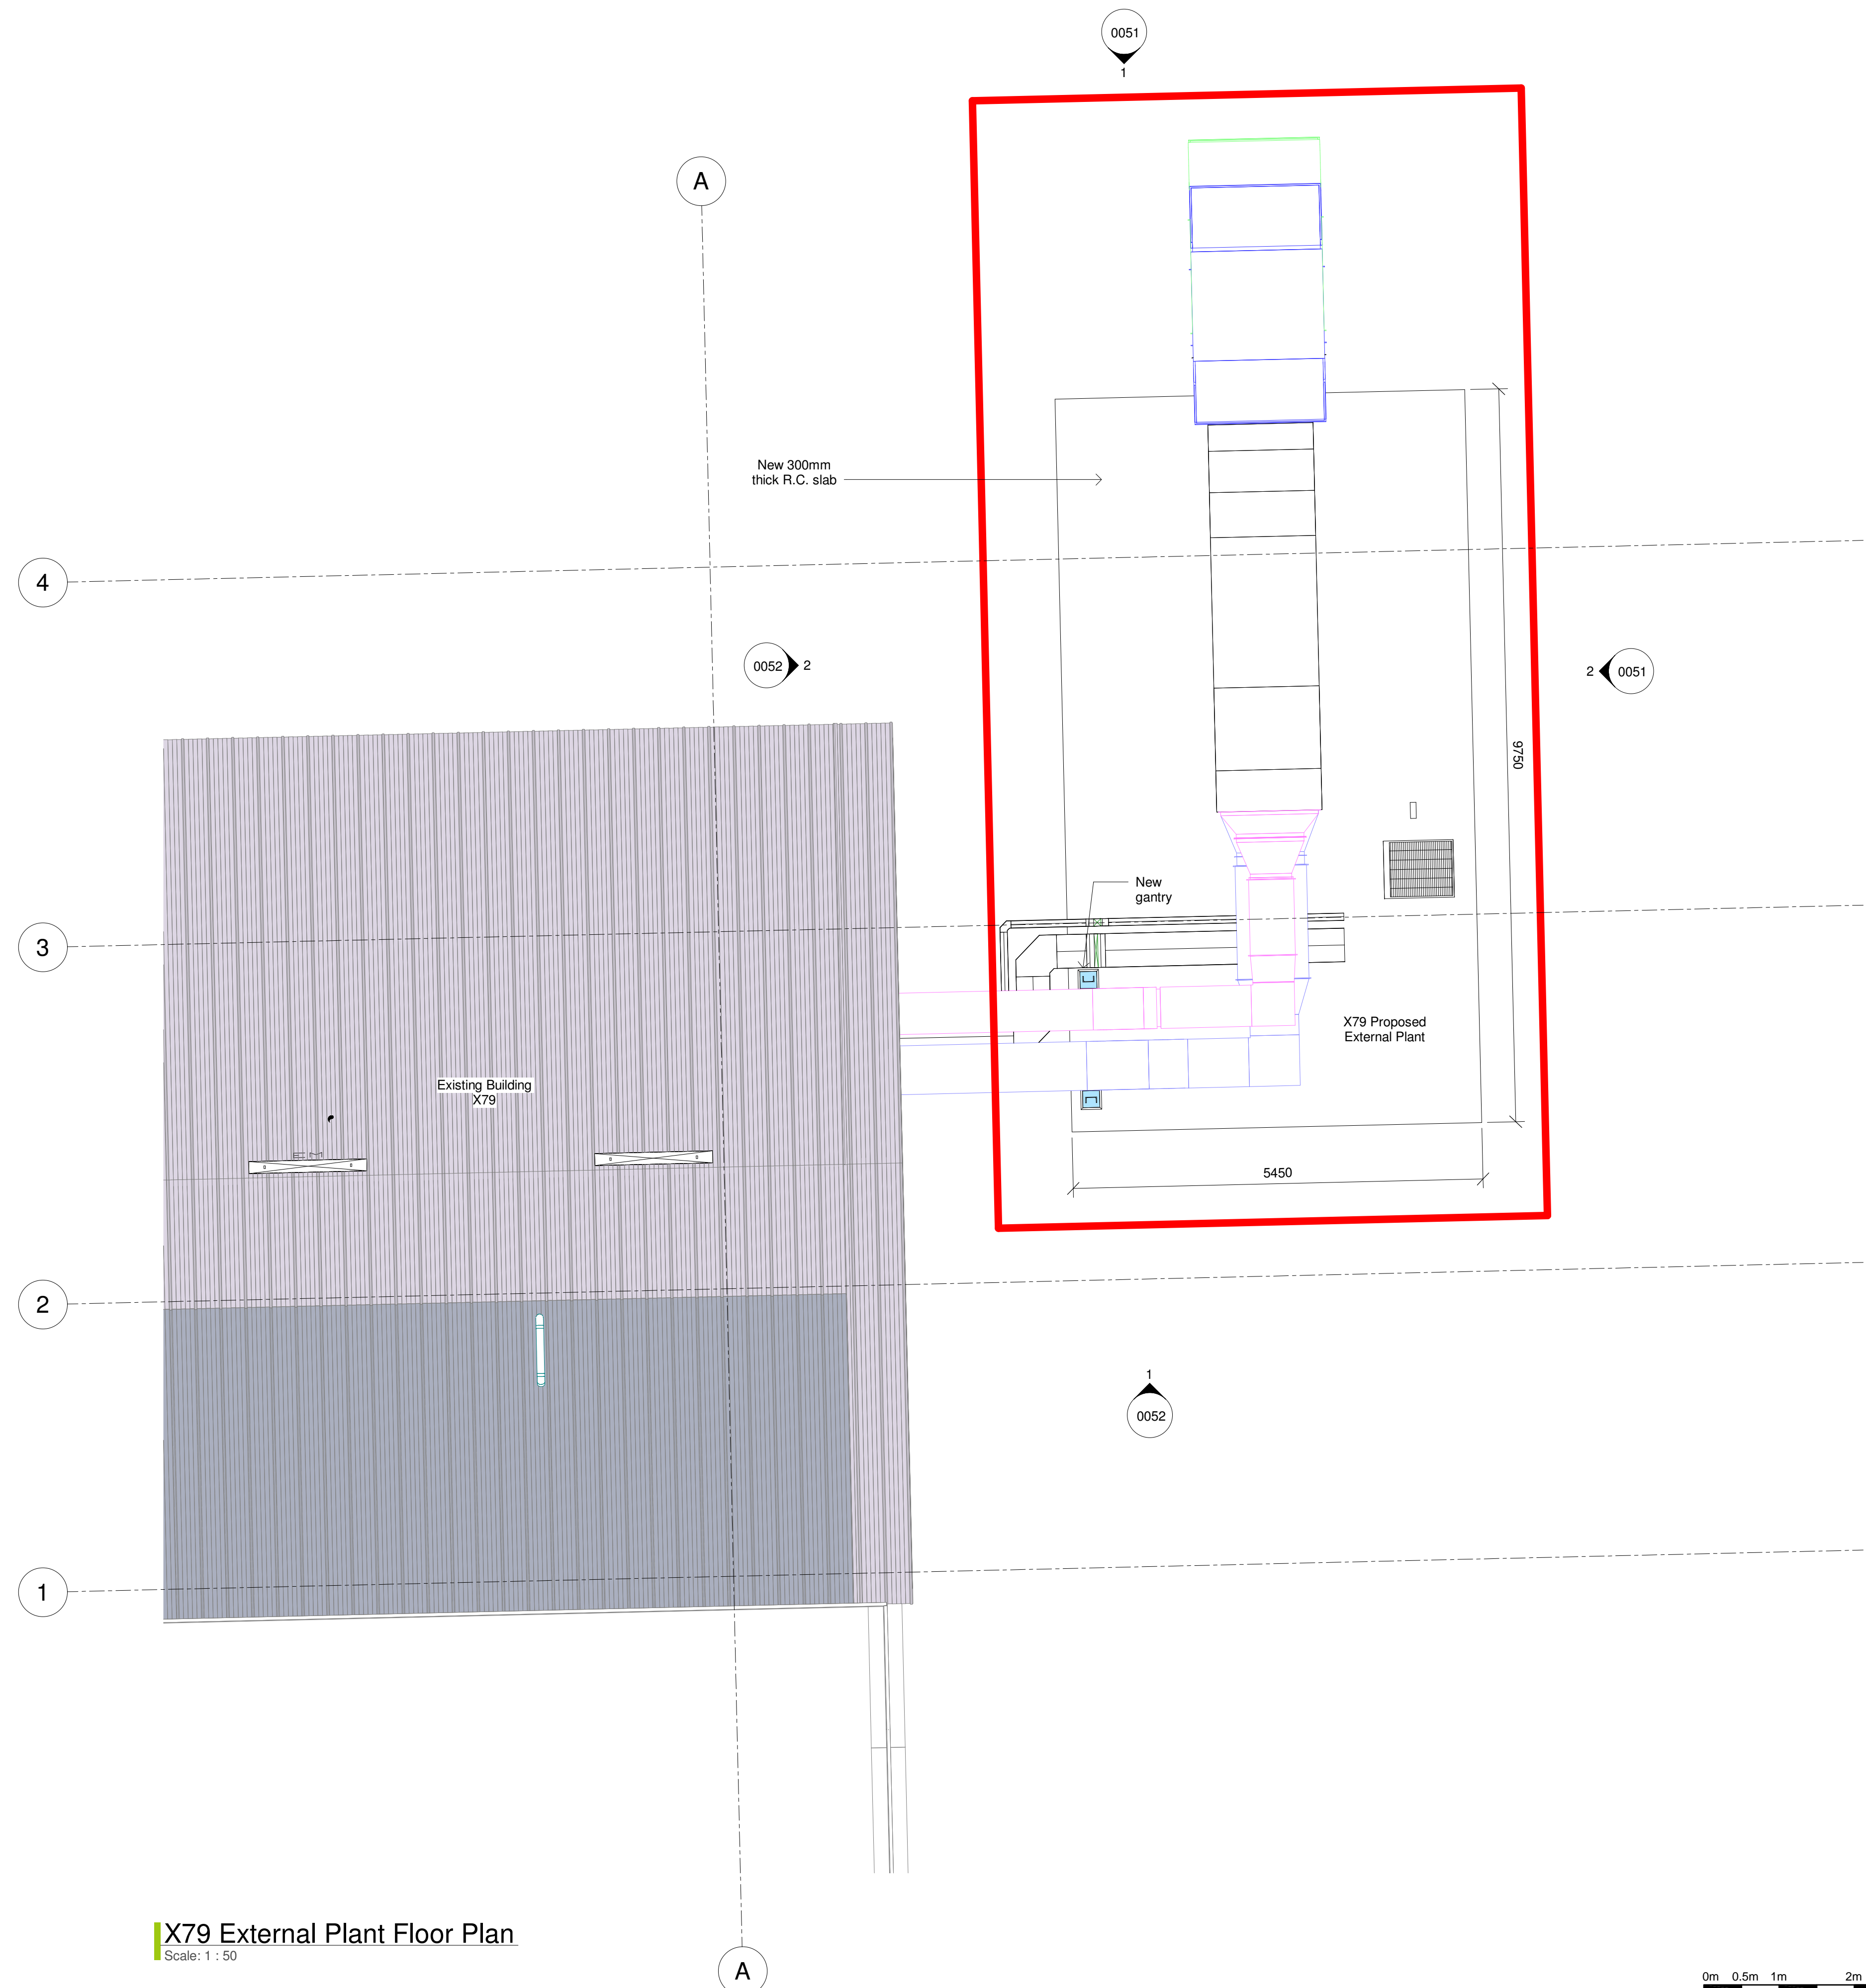 0051
1
A
New 300mm
thick R.C. slab
4
0052
2
2
0051
9750
New
gantry
3
X79 Proposed
External Plant
Existing Building
X79
EM
5450
2
1
0052
1
X79 External Plant Floor Plan
Scale: 1 : 50
A
0m 0.5m 1m 2m